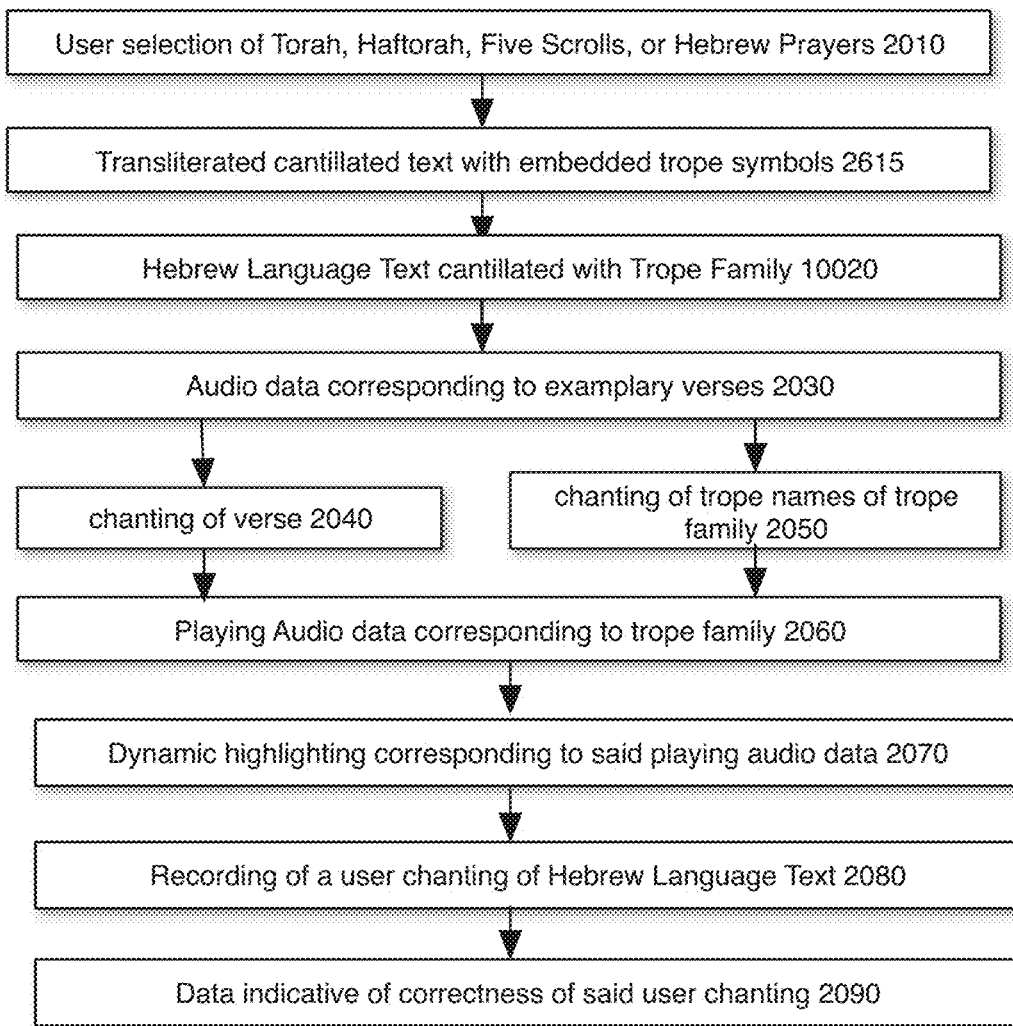 User selection of Torah, Haftorah, Five Scrolls, or Hebrew Prayers 2010
Transliterated cantillated text with embedded trope symbols 2615
Hebrew Language Text cantillated with Trope Family 10020
Audio data corresponding to examplary verses 2030
chanting of verse 2040
chanting of trope names of trope
family 2050
Playing Audio data corresponding to trope family 2060
Dynamic highlighting corresponding to said playing audio data 2070
Recording of a user chanting of Hebrew Language Text 2080
Data indicative of correctness of said user chanting 2090